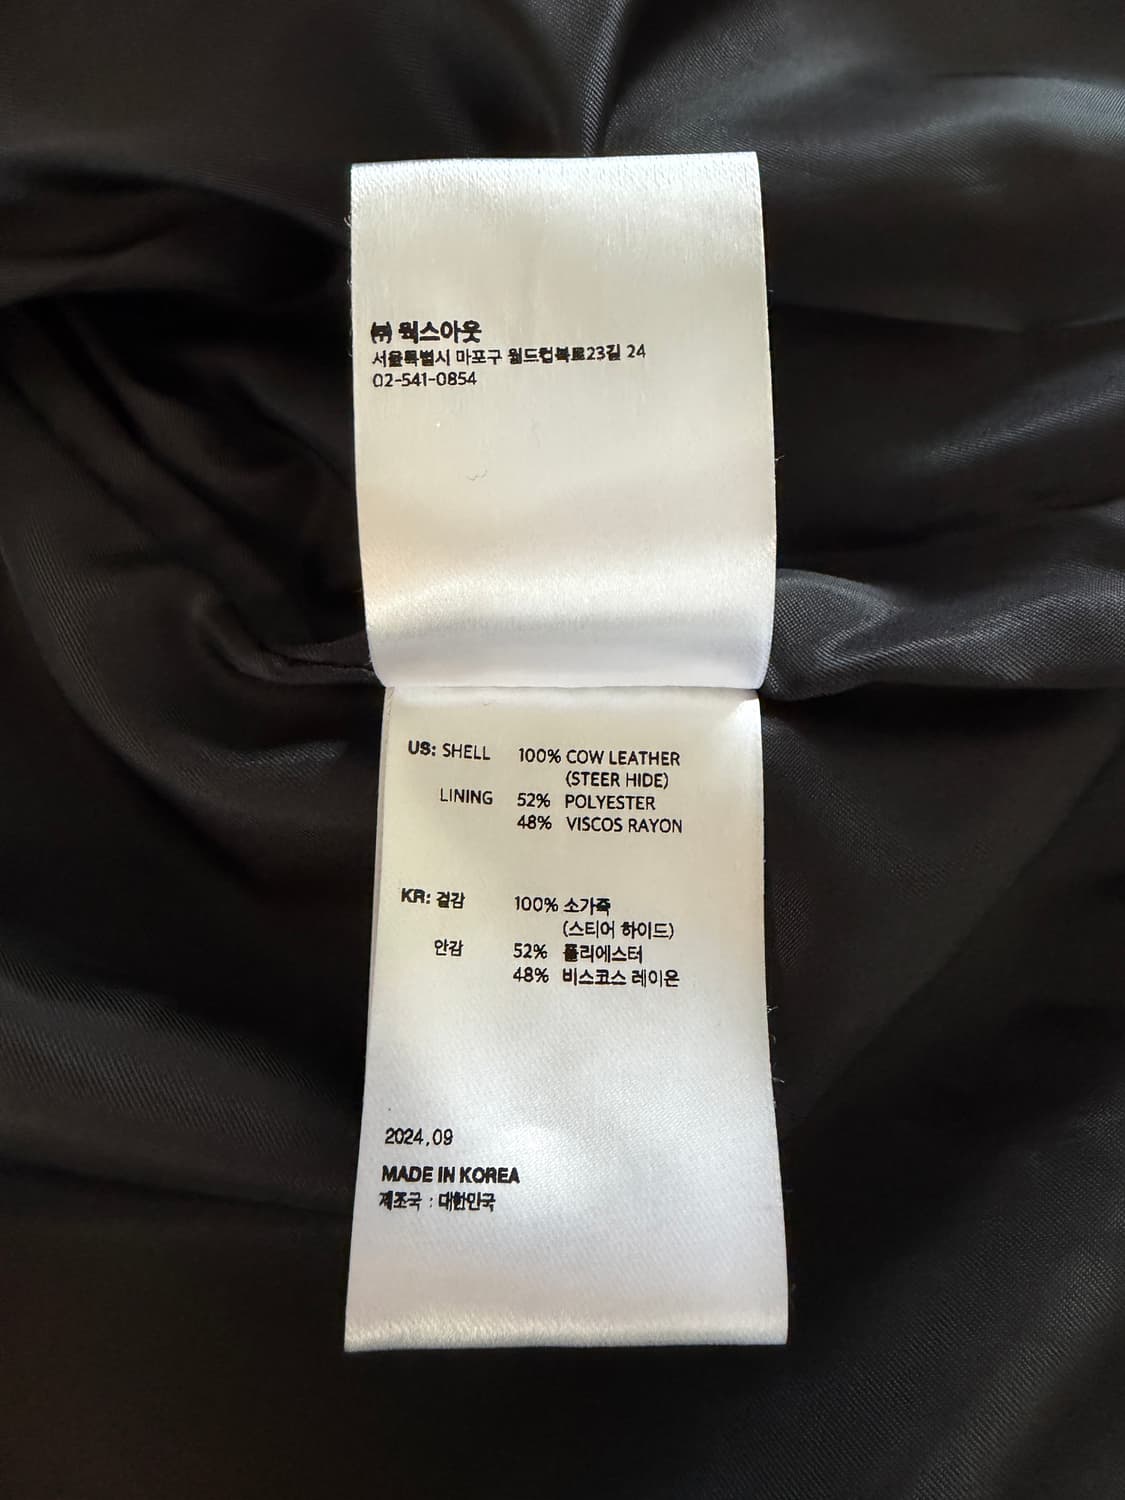 ㈜ 웍스아웃
서울특별시 마포구 월드컵북로23길 24
02-541-0854
US: SHELL 100% COW LEATHER
(STEER HIDE)
LINING 52% POLYESTER
48% VISCOS RAYON
KR: 겉감 100% 소가죽
(스티어 하이드)
안감 52% 폴리에스터
48% 비스코스 레이온
2024.09
MADE IN KOREA
제조국 : 대한민국